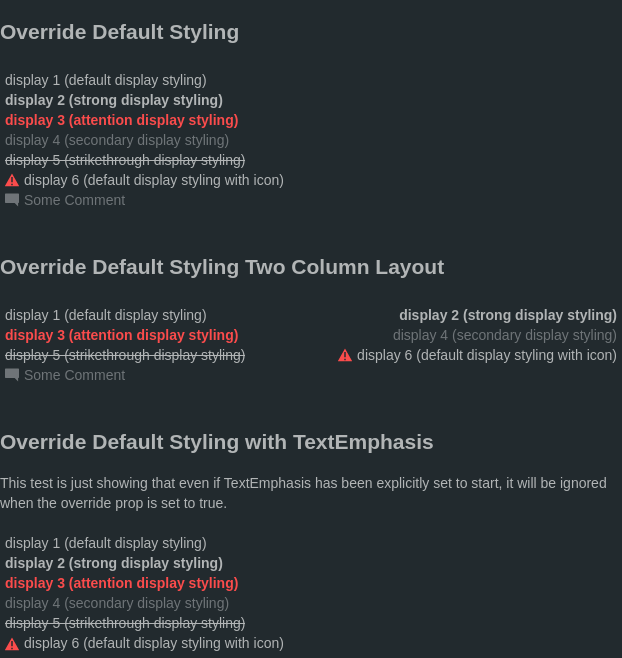 Override Default Styling
display 1 (default display styling)
display 2 (strong display styling)
display 3 (attention display styling)
display 4 (secondary display styling)
display 5 (strikethrough display styling)
display 6 (default display styling with icon)
Some Comment
Override Default Styling Two Column Layout
display 1 (default display styling)
display 2 (strong display styling)
display 3 (attention display styling)
display 4 (secondary display styling)
display 5 (strikethrough display styling)
display 6 (default display styling with icon)
Some Comment
Override Default Styling with TextEmphasis
This test is just showing that even if TextEmphasis has been explicitly set to start, it will be ignored
when the override prop is set to true.
display 1 (default display styling)
display 2 (strong display styling)
display 3 (attention display styling)
display 4 (secondary display styling)
display 5 (strikethrough display styling)
display 6 (default display styling with icon)